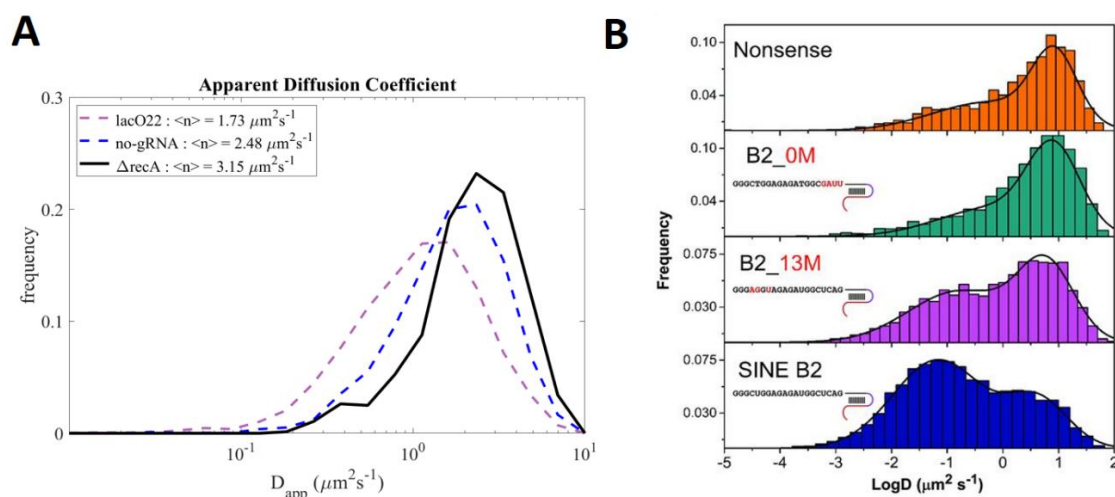 A
Apparent Diffusion Coefficient
0.3
lacO22 : <n> = 1.73 μm²s⁻¹
no-gRNA : <n> = 2.48 μm²s⁻¹
ΔrecA : <n> = 3.15 μm²s⁻¹
0.2
frequency
0.1
0
10⁻¹
10⁰
10¹
D_app (μm²s⁻¹)
B
Nonsense
0.10
0.04
B2_0M
GGGCTGGAGAGATGGCGAUU
0.10
0.04
Frequency
B2_13M
GGGAGGUAGAGAUGGCUCAG
0.075
0.030
SINE B2
GGGCUGGAGAGAUGGCUCAG
0.075
0.030
-5 -4 -3 -2 -1 0 1 2
LogD (μm² s⁻¹)